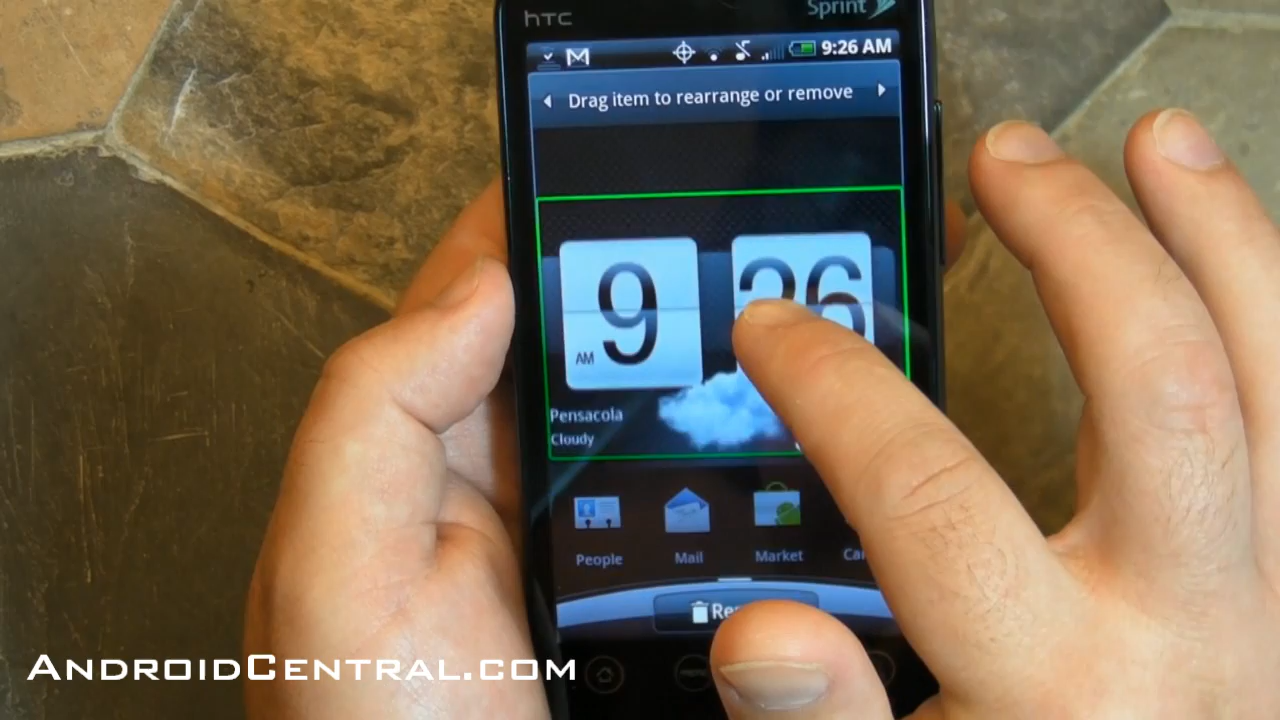 hTC
Sprint
9:26 AM
Drag item to rearrange or remove
9
26
AM
Pensacola
Cloudy
People
Mail
Market
ANDROIDCENTRAL.COM